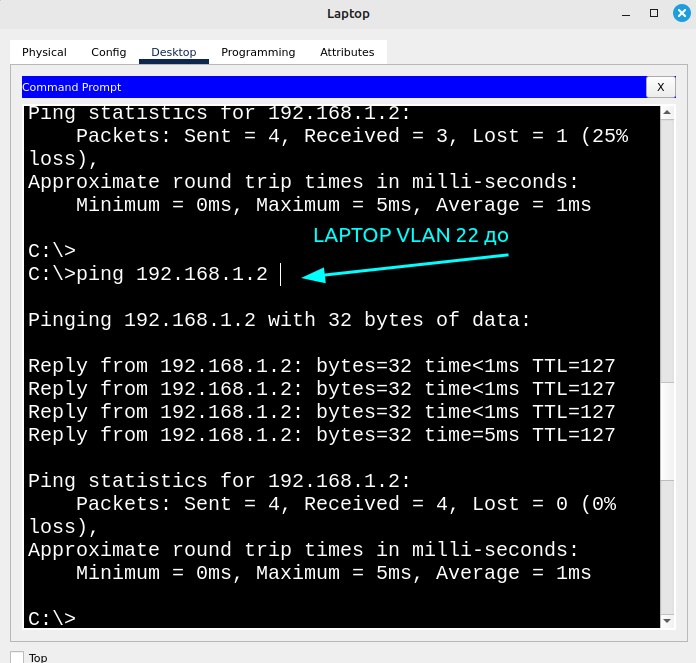 Laptop
Physical Config Desktop Programming Attributes
Command Prompt X
Ping statistics for 192.168.1.2:
Packets: Sent = 4, Received = 3, Lost = 1 (25%
loss),
Approximate round trip times in milli-seconds:
Minimum = 0ms, Maximum = 5ms, Average = 1ms
LAPTOP VLAN 22 до
C:\>
C:\>ping 192.168.1.2
Pinging 192.168.1.2 with 32 bytes of data:
Reply from 192.168.1.2: bytes=32 time<1ms TTL=127
Reply from 192.168.1.2: bytes=32 time<1ms TTL=127
Reply from 192.168.1.2: bytes=32 time<1ms TTL=127
Reply from 192.168.1.2: bytes=32 time=5ms TTL=127
Ping statistics for 192.168.1.2:
Packets: Sent = 4, Received = 4, Lost = 0 (0%
loss),
Approximate round trip times in milli-seconds:
Minimum = 0ms, Maximum = 5ms, Average = 1ms
C:\>
Top